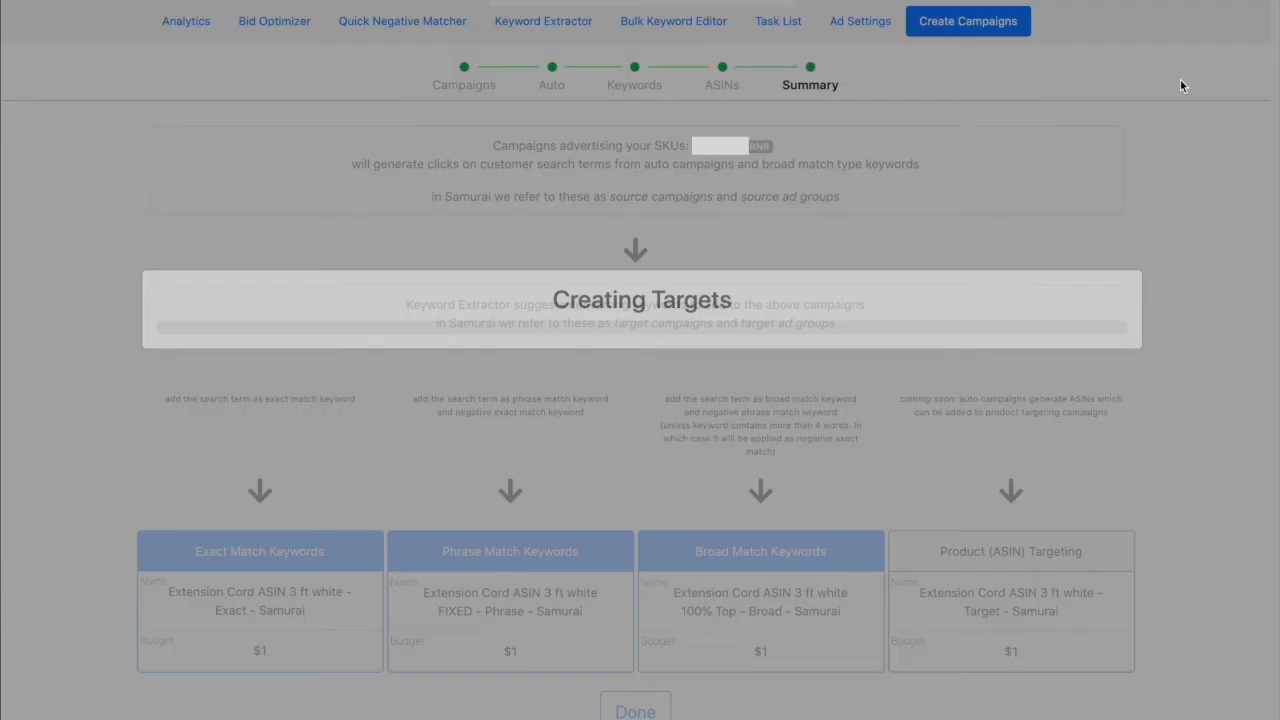 Analytics Bid Optimizer Quick Negative Matcher Keyword Extractor Bulk Keyword Editor Task List Ad Settings Create Campaigns
Campaigns Auto Keywords ASINs Summary
Campaigns advertising your SKUs: RNR
will generate clicks on customer search terms from auto campaigns and broad match type keywords
in Samurai we refer to these as source campaigns and source ad groups
Creating Targets
Keyword Extractor to the above campaigns
in Samurai we refer to these as target campaigns and target ad groups
add the search term as exact match keyword
add the search term as phrase match keyword
and negative exact match keyword
add the search term as broad match keyword
and negative phrase match keyword
(unless keyword contains more than 4 words. In
which case it will be applied as negative exact
match)
coming soon: auto campaigns generate ASINs which
can be added to product targeting campaigns
Exact Match Keywords
Name
Extension Cord ASIN 3 ft white -
Exact - Samurai
Budget
$1
Phrase Match Keywords
Name
Extension Cord ASIN 3 ft white
FIXED - Phrase - Samurai
Budget
$1
Broad Match Keywords
Name
Extension Cord ASIN 3 ft white
100% Top - Broad - Samurai
Budget
$1
Product (ASIN) Targeting
Name
Extension Cord ASIN 3 ft white -
Target - Samurai
Budget
$1
Done